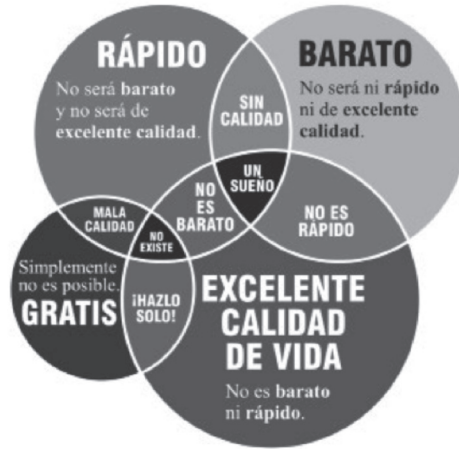 RÁPIDO
No será barato
y no será de
excelente calidad.
BARATO
No será ni rápido
ni de excelente
calidad.
SIN
CALIDAD
UN
SUEÑO
NO
ES
BARATO
NO ES
RÁPIDO
MALA
CALIDAD
NO
EXISTE
Simplemente
no es posible.
GRATIS
¡HAZLO
SOLO!
EXCELENTE
CALIDAD
DE VIDA
No es barato
ni rápido.